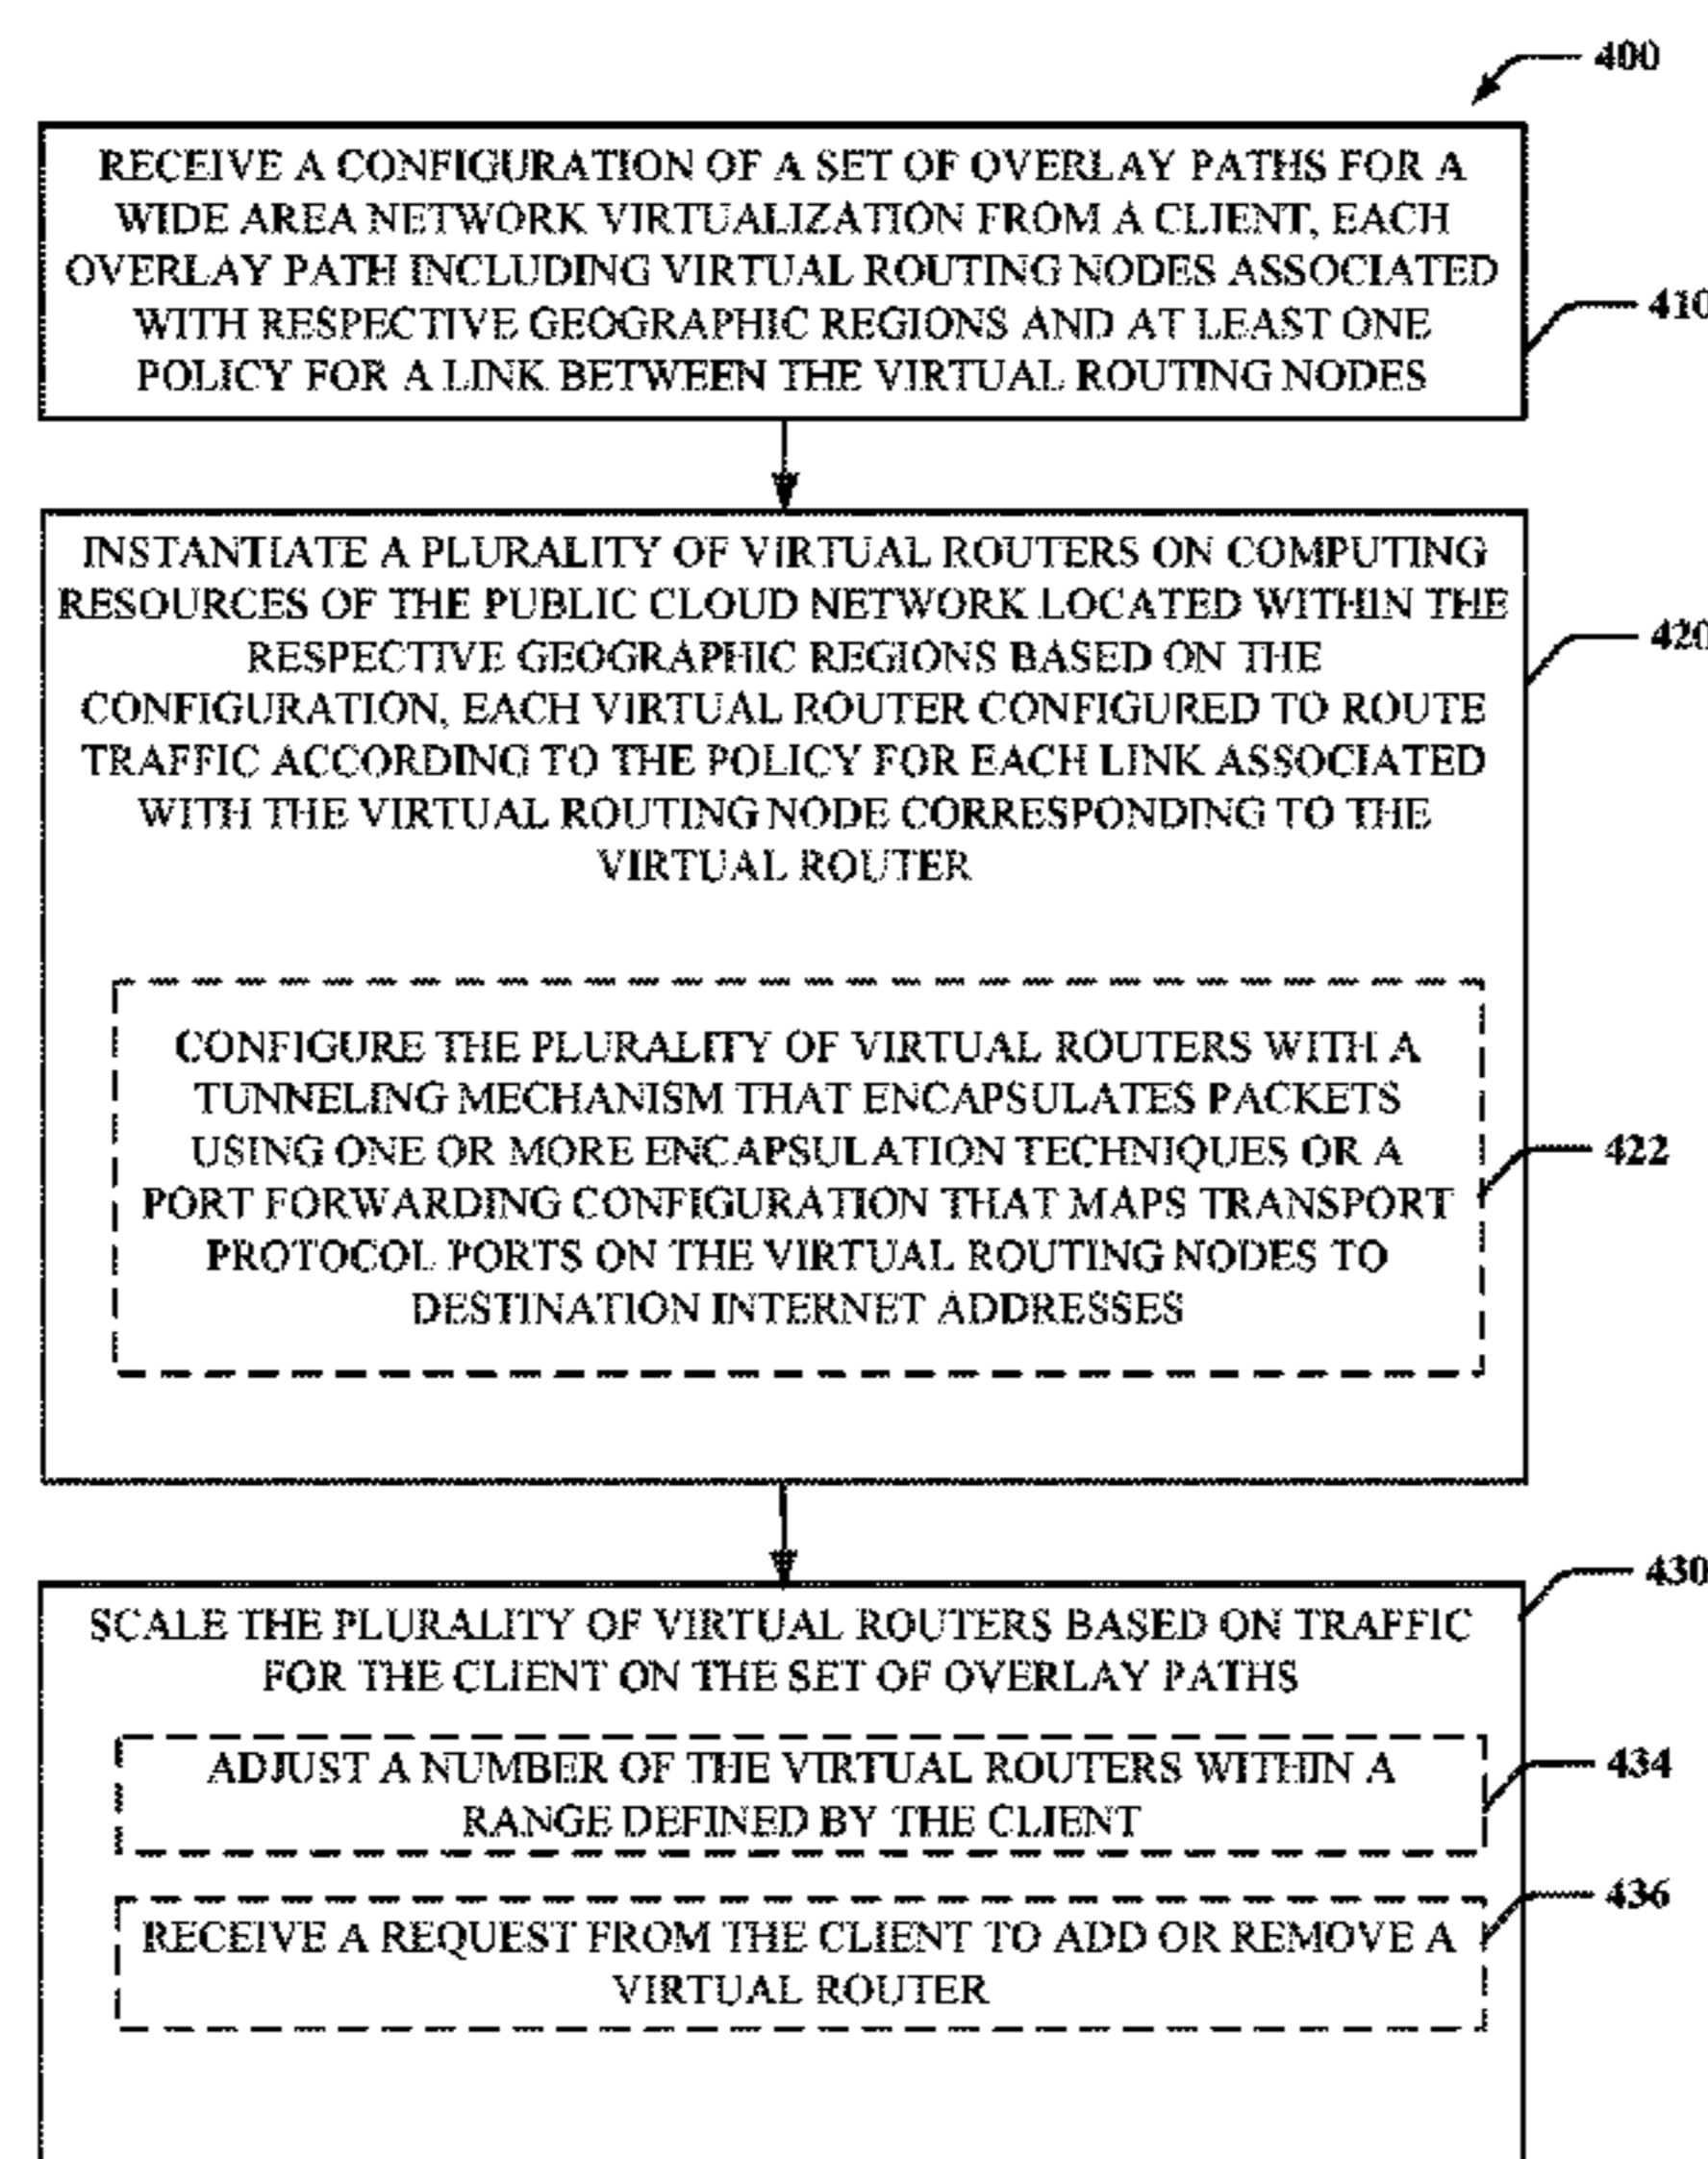 400
RECEIVE A CONFIGURATION OF A SET OF OVERLAY PATHS FOR A
WIDE AREA NETWORK VIRTUALIZATION FROM A CLIENT, EACH
OVERLAY PATH INCLUDING VIRTUAL ROUTING NODES ASSOCIATED
WITH RESPECTIVE GEOGRAPHIC REGIONS AND AT LEAST ONE
POLICY FOR A LINK BETWEEN THE VIRTUAL ROUTING NODES
410
INSTANTIATE A PLURALITY OF VIRTUAL ROUTERS ON COMPUTING
RESOURCES OF THE PUBLIC CLOUD NETWORK LOCATED WITHIN THE
RESPECTIVE GEOGRAPHIC REGIONS BASED ON THE
CONFIGURATION, EACH VIRTUAL ROUTER CONFIGURED TO ROUTE
TRAFFIC ACCORDING TO THE POLICY FOR EACH LINK ASSOCIATED
WITH THE VIRTUAL ROUTING NODE CORRESPONDING TO THE
VIRTUAL ROUTER
420
CONFIGURE THE PLURALITY OF VIRTUAL ROUTERS WITH A
TUNNELING MECHANISM THAT ENCAPSULATES PACKETS
USING ONE OR MORE ENCAPSULATION TECHNIQUES OR A
PORT FORWARDING CONFIGURATION THAT MAPS TRANSPORT
PROTOCOL PORTS ON THE VIRTUAL ROUTING NODES TO
DESTINATION INTERNET ADDRESSES
422
430
SCALE THE PLURALITY OF VIRTUAL ROUTERS BASED ON TRAFFIC
FOR THE CLIENT ON THE SET OF OVERLAY PATHS
ADJUST A NUMBER OF THE VIRTUAL ROUTERS WITHIN A
RANGE DEFINED BY THE CLIENT
434
RECEIVE A REQUEST FROM THE CLIENT TO ADD OR REMOVE A
VIRTUAL ROUTER
436